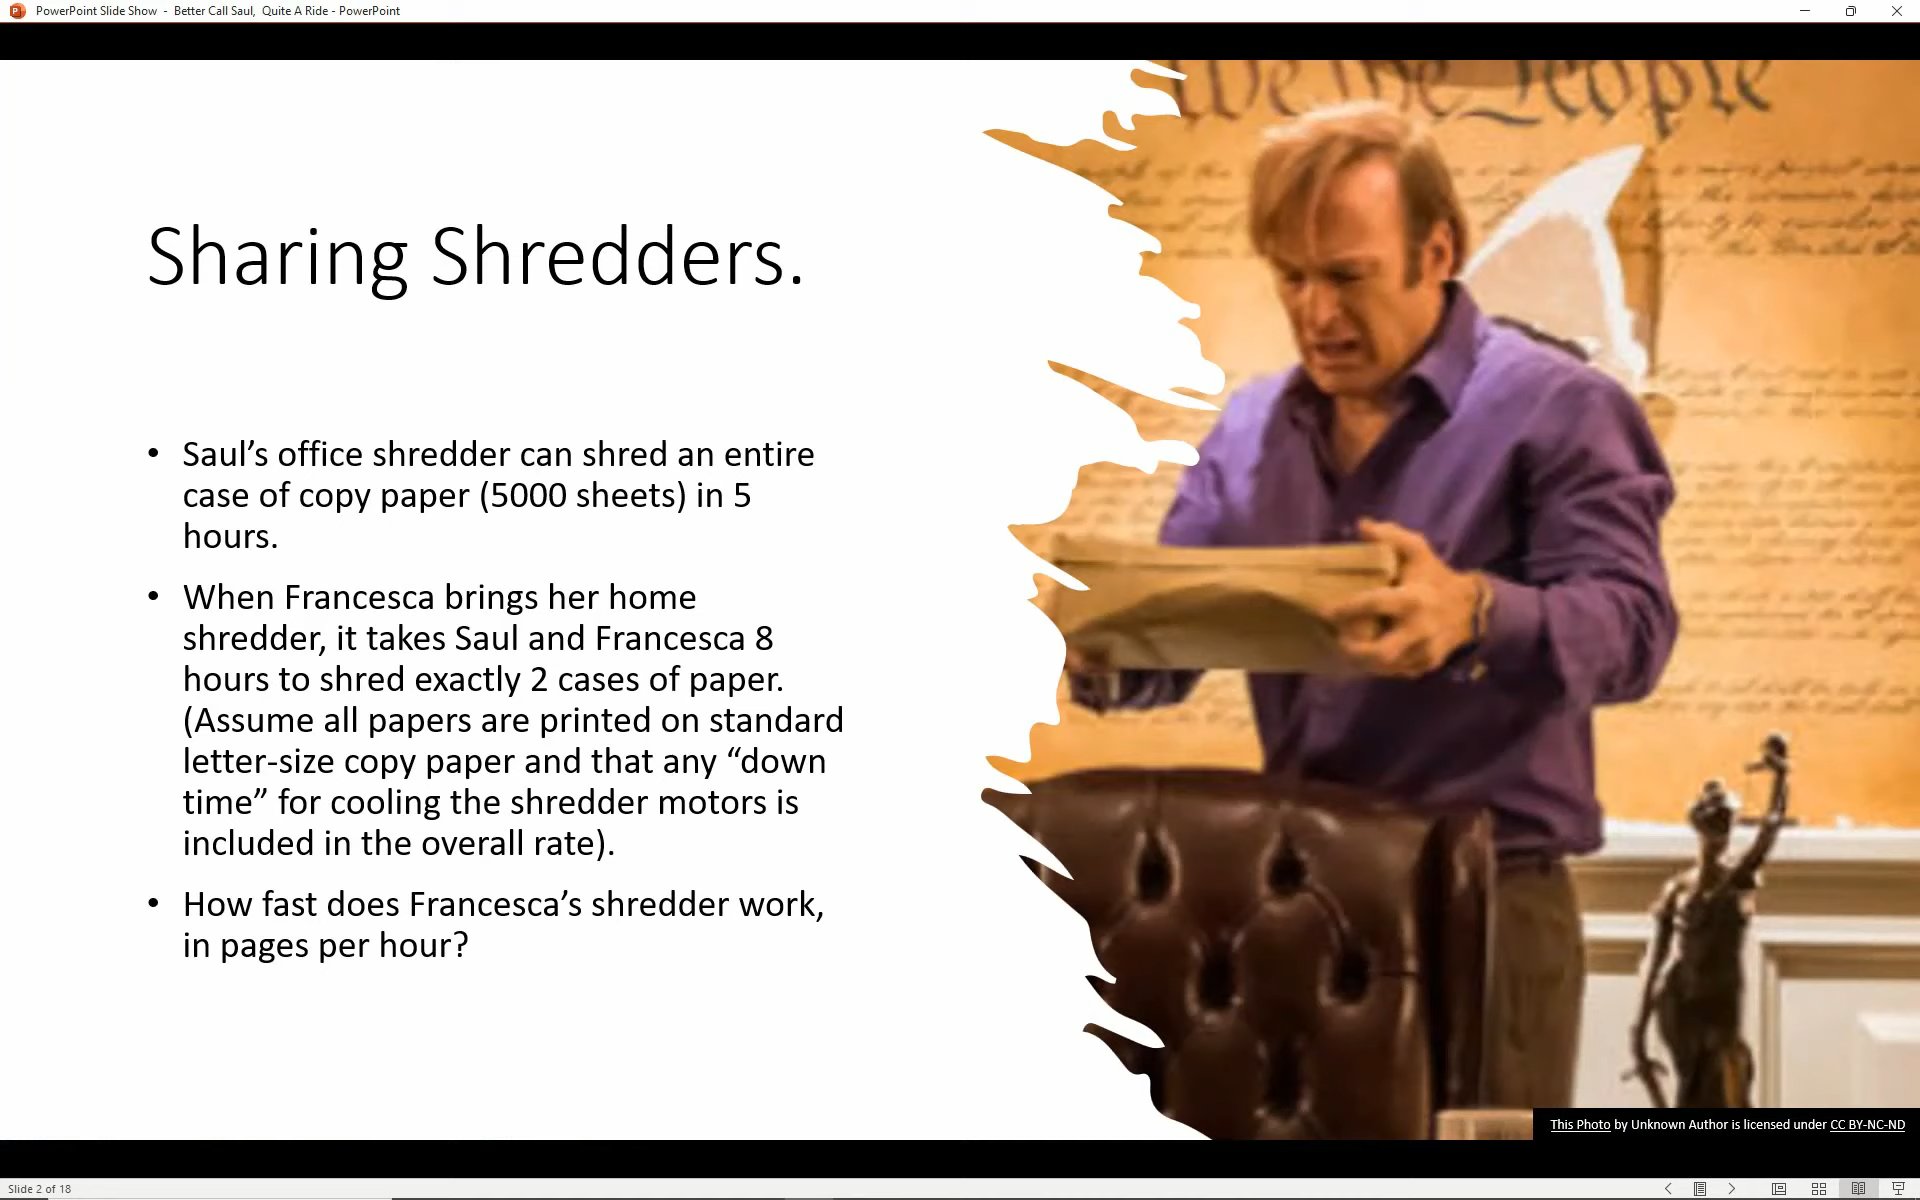 PowerPoint Slide Show - Better Call Saul, Quite A Ride - PowerPoint
We the People
Sharing Shredders.
• Saul’s office shredder can shred an entire
case of copy paper (5000 sheets) in 5
hours.
• When Francesca brings her home
shredder, it takes Saul and Francesca 8
hours to shred exactly 2 cases of paper.
(Assume all papers are printed on standard
letter-size copy paper and that any “down
time” for cooling the shredder motors is
included in the overall rate).
• How fast does Francesca’s shredder work,
in pages per hour?
This Photo by Unknown Author is licensed under CC BY-NC-ND
Slide 2 of 18